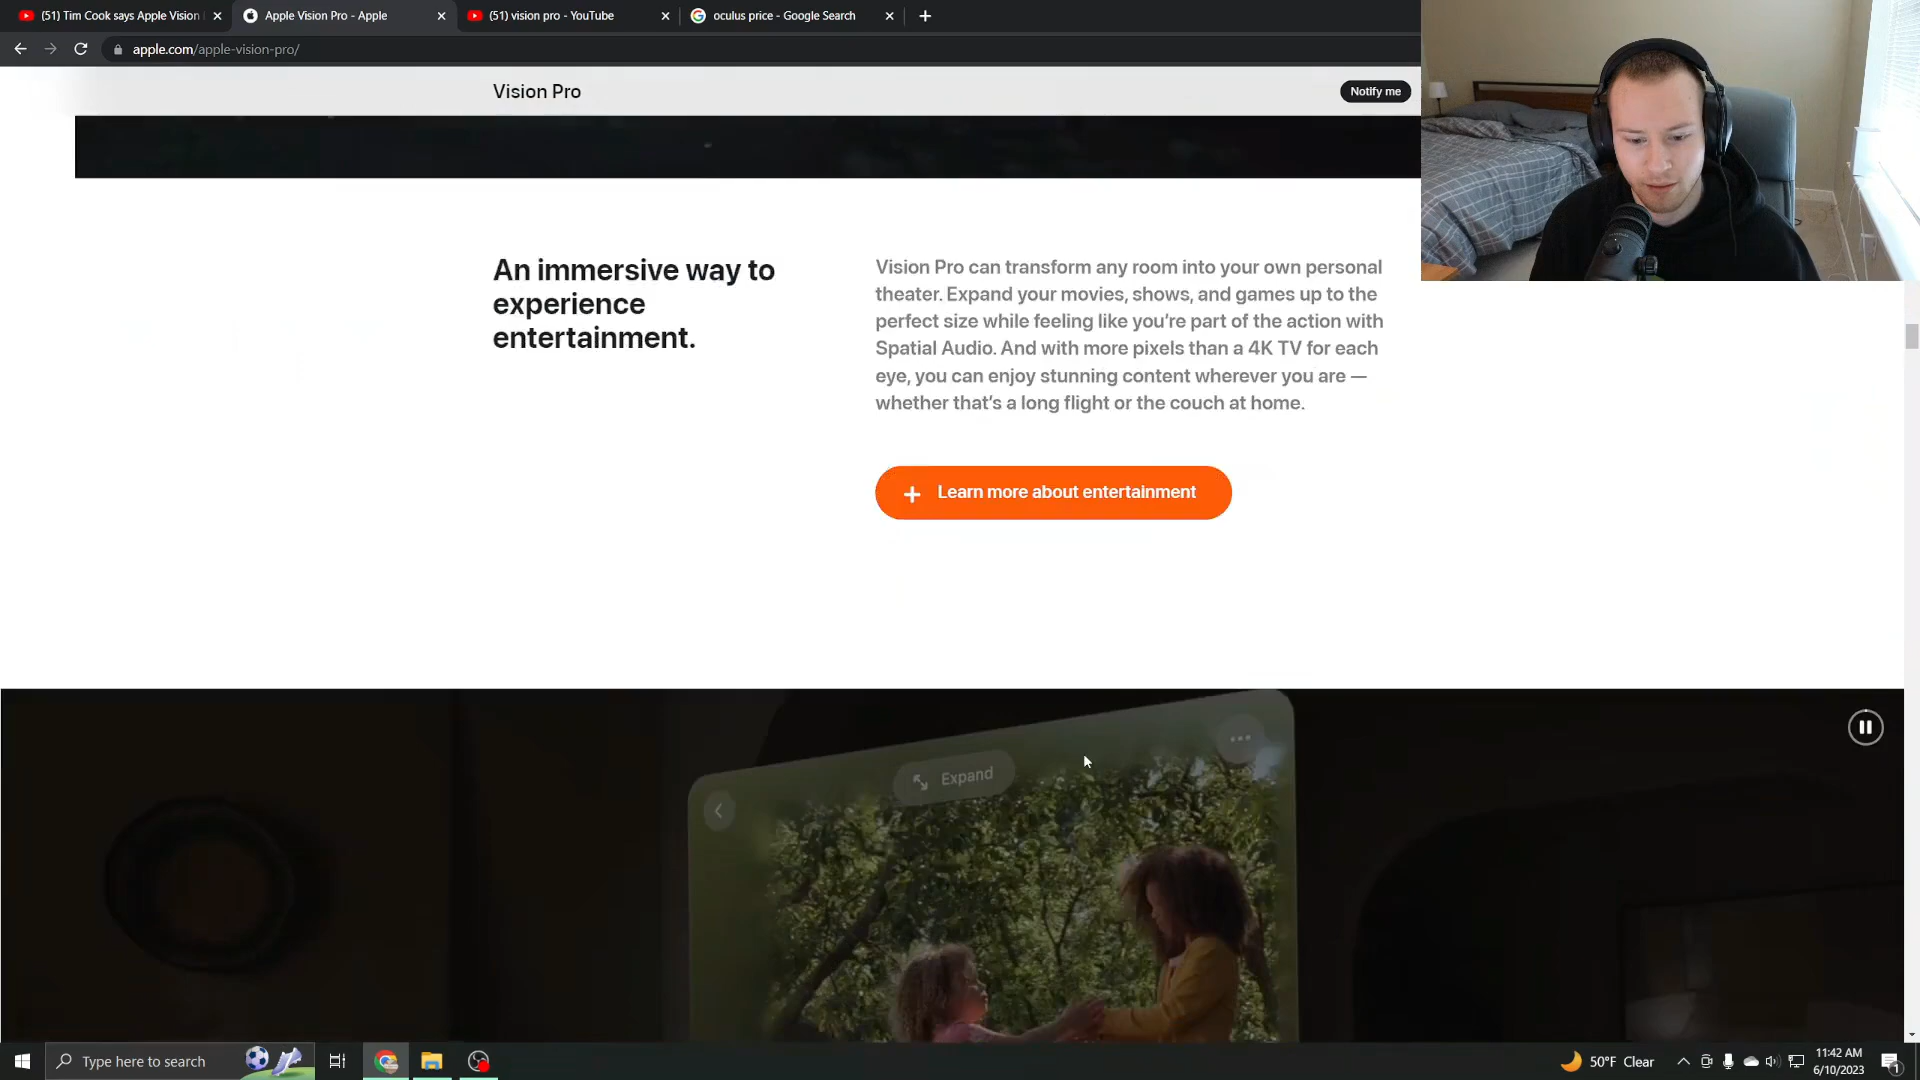 (51) Tim Cook says Apple Vision
Apple Vision Pro - Apple
(51) vision pro - YouTube
oculus price - Google Search
apple.com/apple-vision-pro/
Vision Pro
Notify me
An immersive way to
experience
entertainment.
Vision Pro can transform any room into your own personal
theater. Expand your movies, shows, and games up to the
perfect size while feeling like you're part of the action with
Spatial Audio. And with more pixels than a 4K TV for each
eye, you can enjoy stunning content wherever you are —
whether that's a long flight or the couch at home.
+ Learn more about entertainment
Expand
Type here to search
50°F Clear
11:42 AM
6/10/2023
1